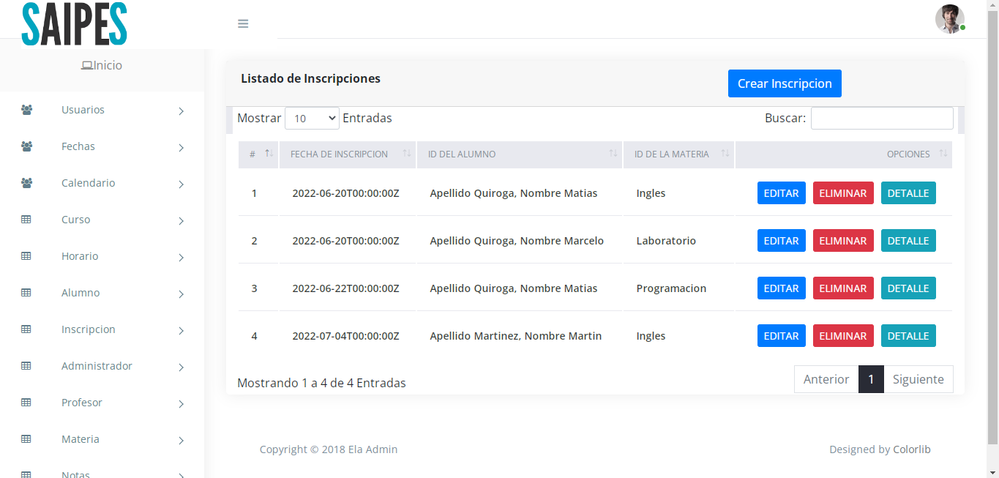 SAIPES
Inicio
Usuarios
Fechas
Calendario
Curso
Horario
Alumno
Inscripcion
Administrador
Profesor
Materia
Notas
Listado de Inscripciones
Crear Inscripcion
Mostrar 10 Entradas
Buscar:
# FECHA DE INSCRIPCION ID DEL ALUMNO ID DE LA MATERIA OPCIONES
1 2022-06-20T00:00:00Z Apellido Quiroga, Nombre Matias Ingles EDITAR ELIMINAR DETALLE
2 2022-06-20T00:00:00Z Apellido Quiroga, Nombre Marcelo Laboratorio EDITAR ELIMINAR DETALLE
3 2022-06-22T00:00:00Z Apellido Quiroga, Nombre Matias Programacion EDITAR ELIMINAR DETALLE
4 2022-07-04T00:00:00Z Apellido Martinez, Nombre Martin Ingles EDITAR ELIMINAR DETALLE
Mostrando 1 a 4 de 4 Entradas
Anterior 1 Siguiente
Copyright © 2018 Ela Admin
Designed by Colorlib